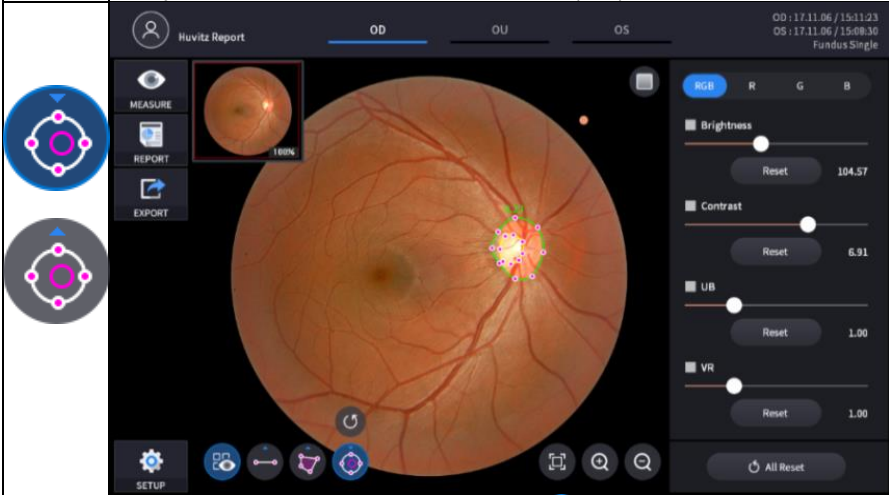 Huvitz Report
OD
OU
OS
OD : 17.11.06 / 15:11:23
OS : 17.11.06 / 15:08:30
Fundus Single
MEASURE
REPORT
EXPORT
SETUP
100%
RGB
R
G
B
Brightness
Reset
104.57
Contrast
Reset
6.91
UB
Reset
1.00
VR
Reset
1.00
All Reset